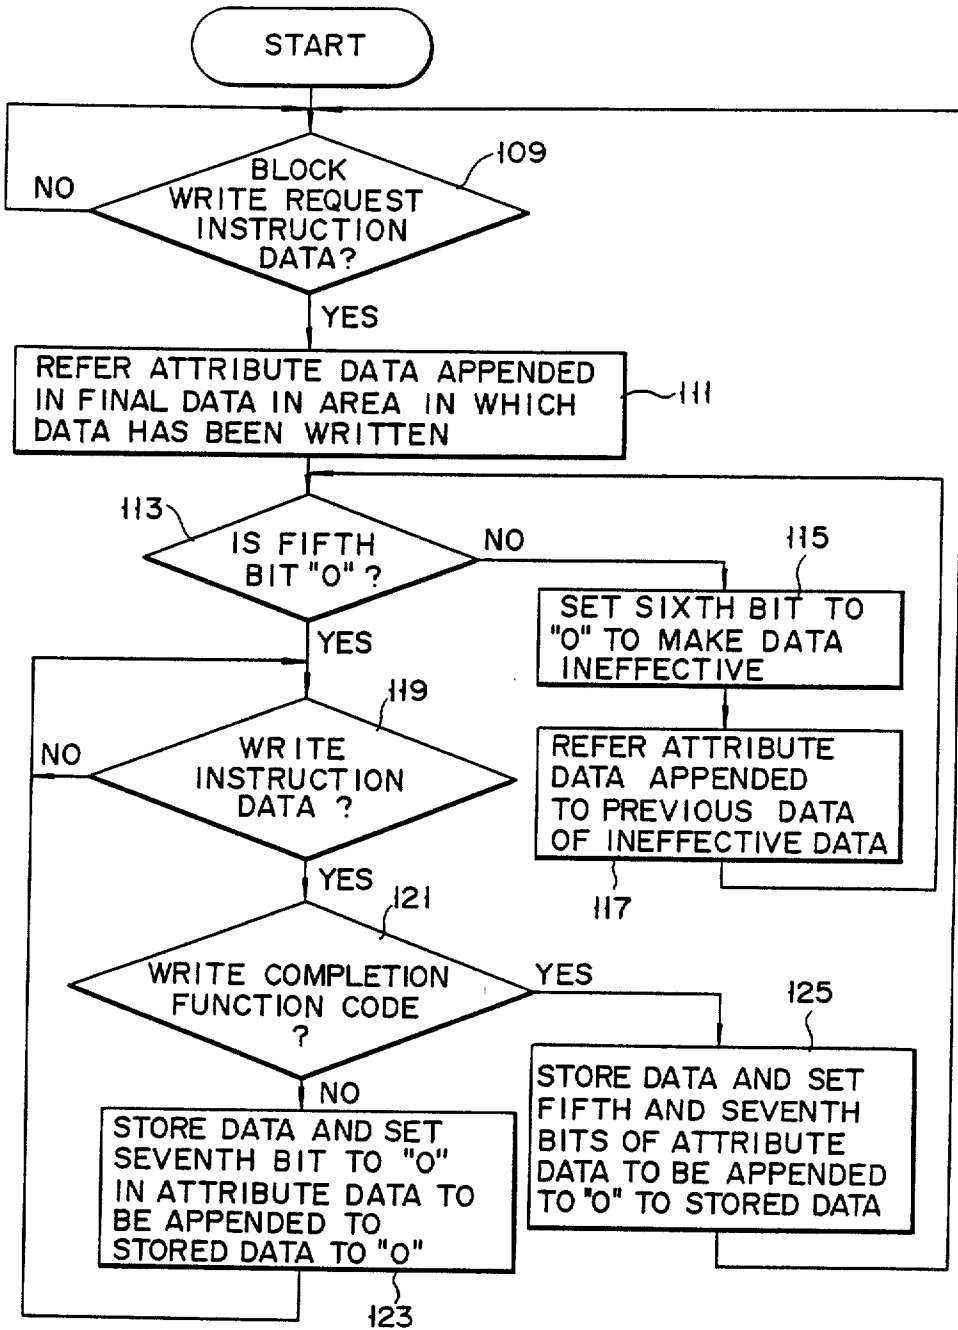 START
109
BLOCK
WRITE REQUEST
INSTRUCTION
DATA?
NO
YES
REFER ATTRIBUTE DATA APPENDED
IN FINAL DATA IN AREA IN WHICH
DATA HAS BEEN WRITTEN
111
113
IS FIFTH
BIT "O" ?
NO
YES
115
SET SIXTH BIT TO
"O" TO MAKE DATA
INEFFECTIVE
119
NO
WRITE
INSTRUCTION
DATA ?
YES
REFER ATTRIBUTE
DATA APPENDED
TO PREVIOUS DATA
OF INEFFECTIVE DATA
117
121
WRITE COMPLETION
FUNCTION CODE
?
YES
NO
125
STORE DATA AND SET
FIFTH AND SEVENTH
BITS OF ATTRIBUTE
DATA TO BE APPENDED
TO "O" TO STORED DATA
STORE DATA AND SET
SEVENTH BIT TO "O"
IN ATTRIBUTE DATA TO
BE APPENDED TO
STORED DATA TO "O"
123